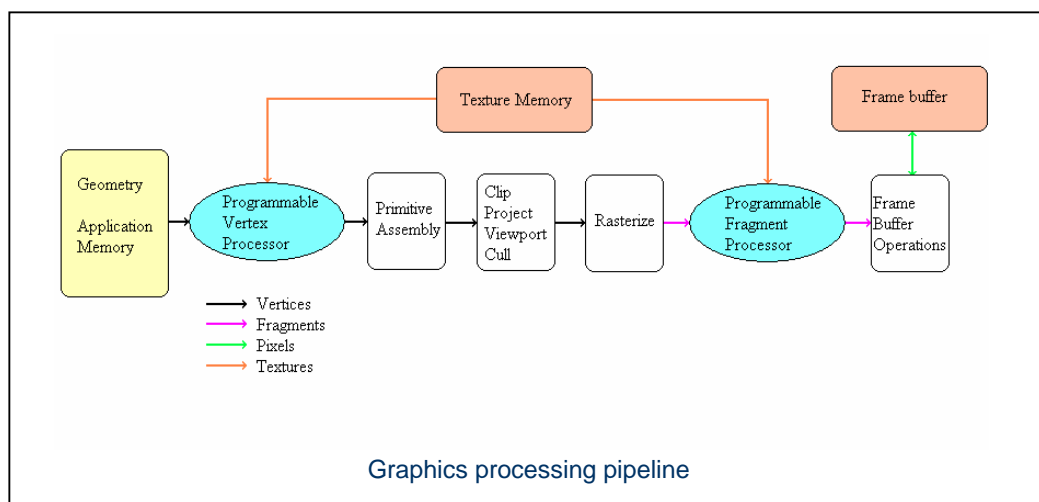 Texture Memory
Frame buffer
Geometry
Application
Memory
Programmable
Vertex
Processor
Primitive
Assembly
Clip
Project
Viewport
Cull
Rasterize
Programmable
Fragment
Processor
Frame
Buffer
Operations
Vertices
Fragments
Pixels
Textures
Graphics processing pipeline